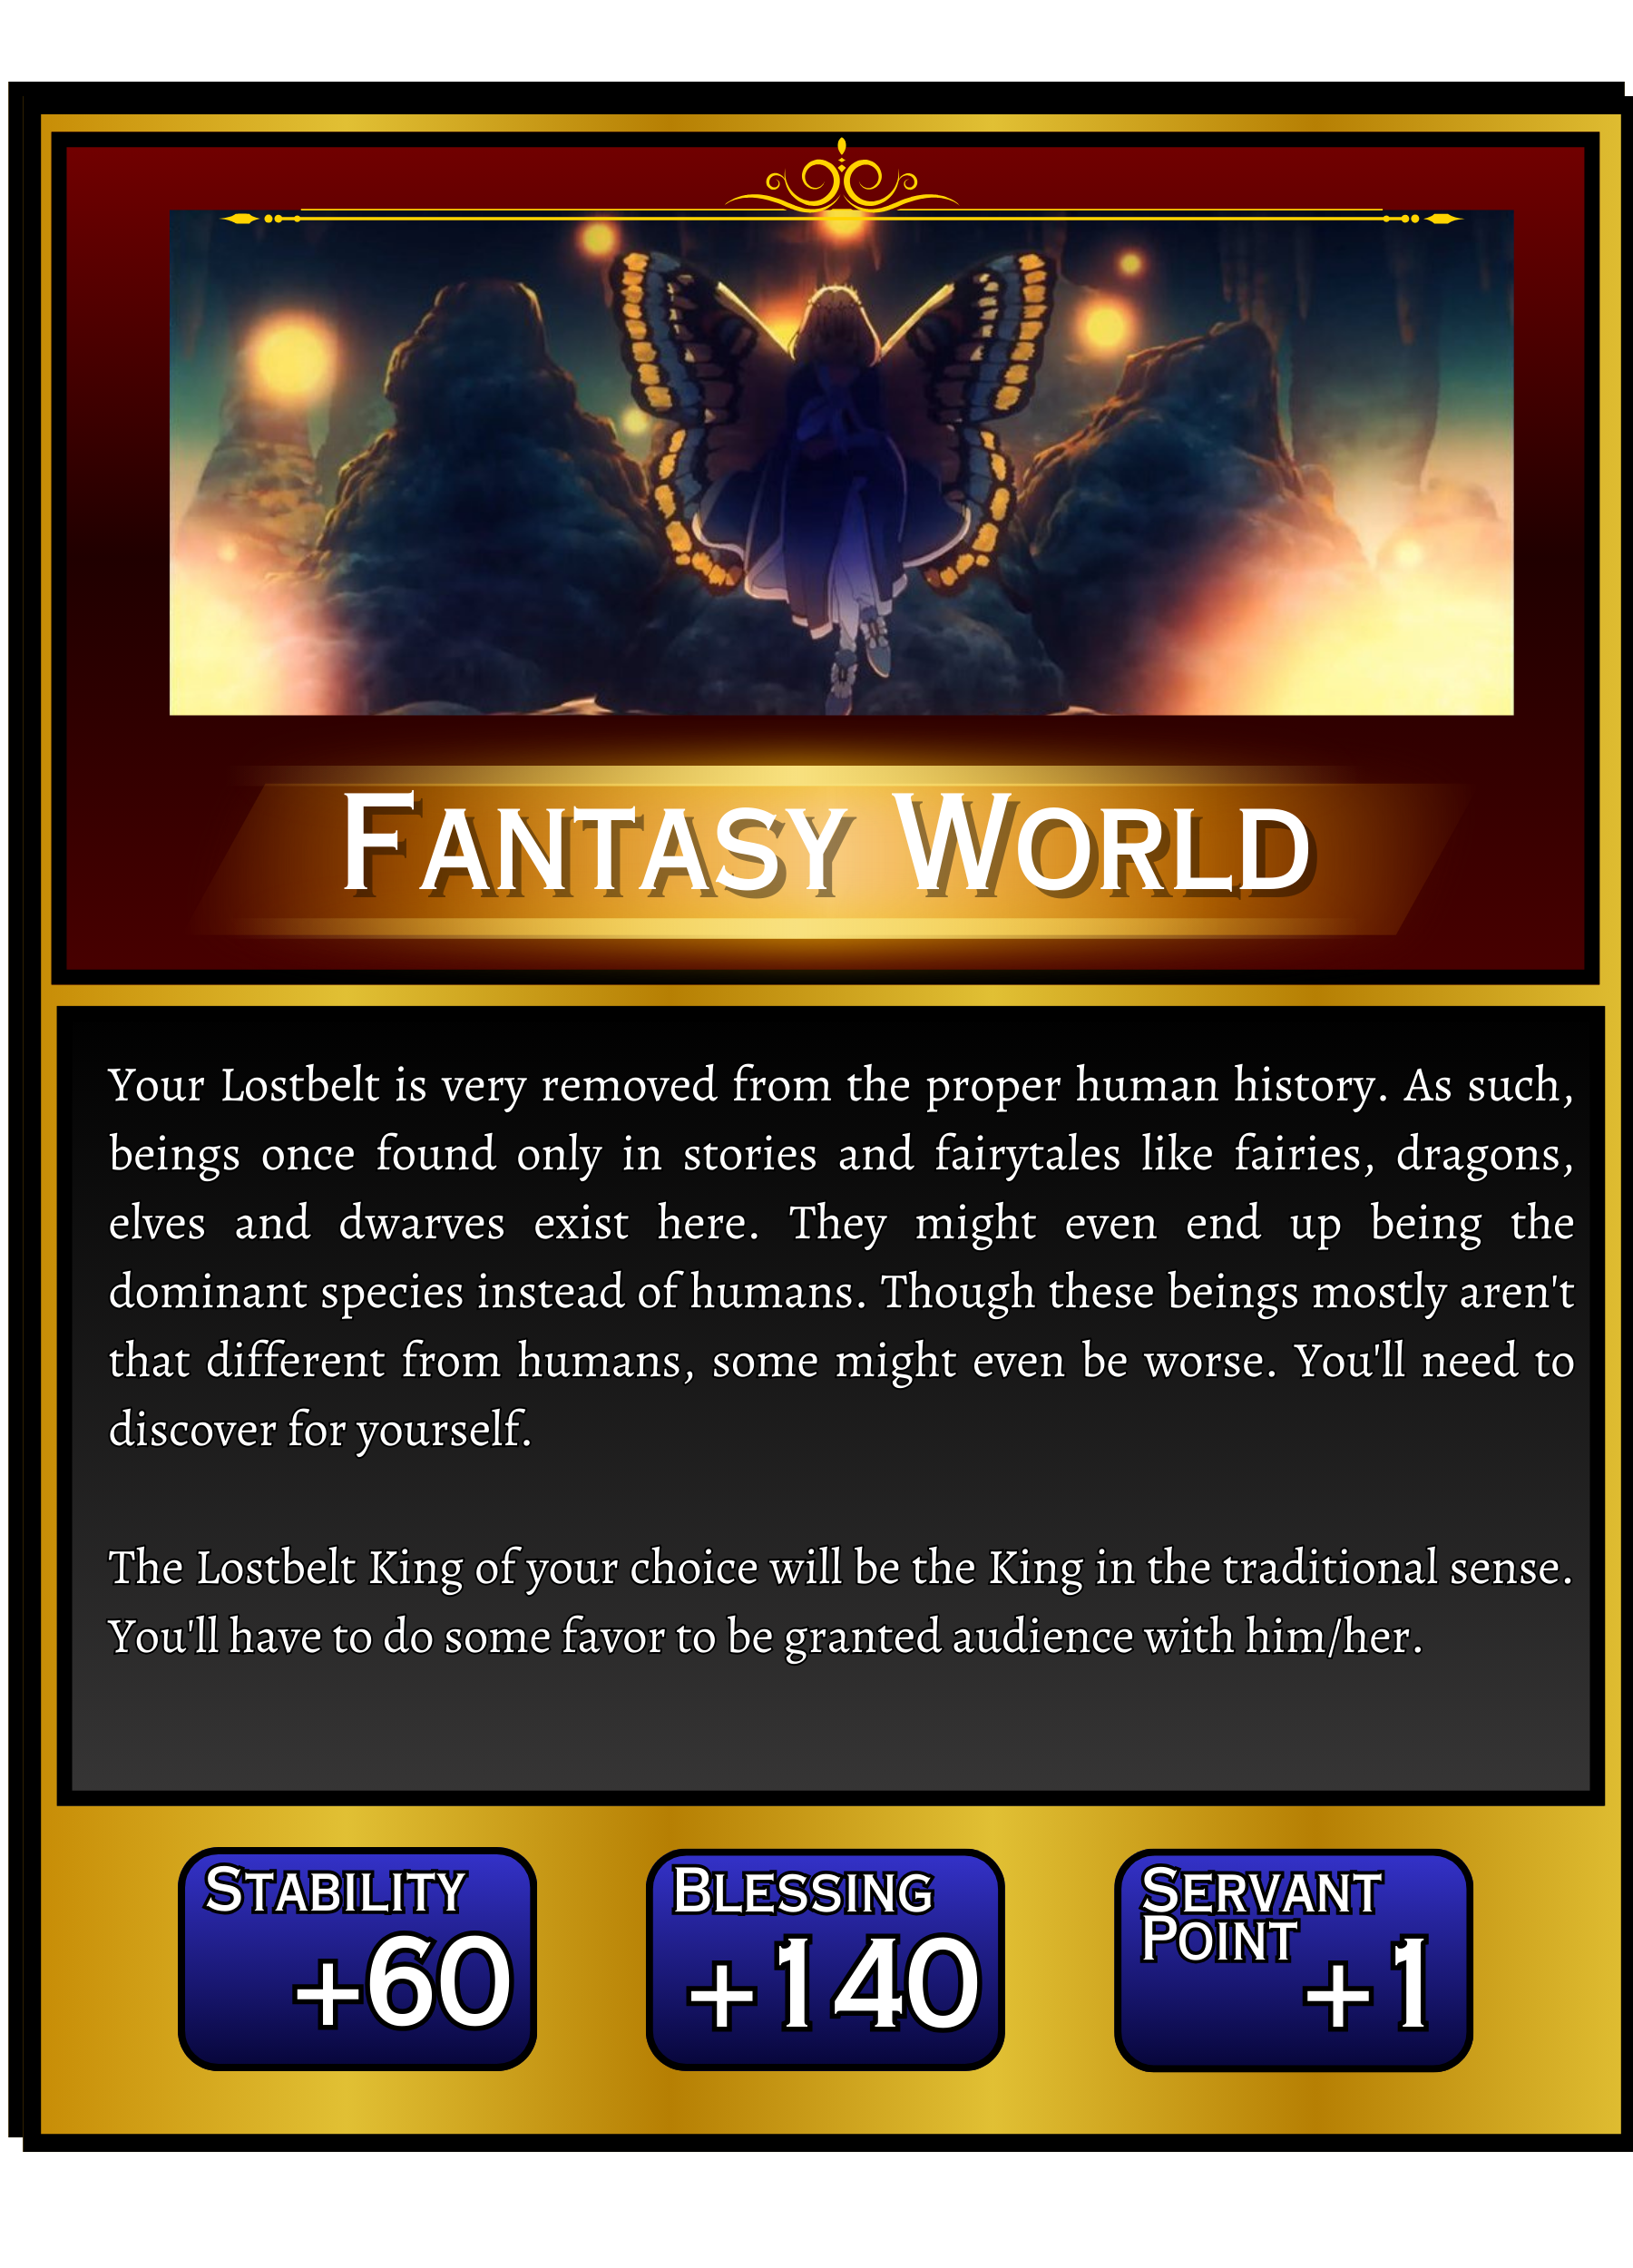 Fantasy World
Your Lostbelt is very removed from the proper human history. As such,
beings once found only in stories and fairytales like fairies, dragons,
elves and dwarves exist here. They might even end up being the
dominant species instead of humans. Though these beings mostly aren't
that different from humans, some might even be worse. You'll need to
discover for yourself.
The Lostbelt King of your choice will be the King in the traditional sense.
You'll have to do some favor to be granted audience with him/her.
Stability
+60
Blessing
+140
Servant
Point
+1